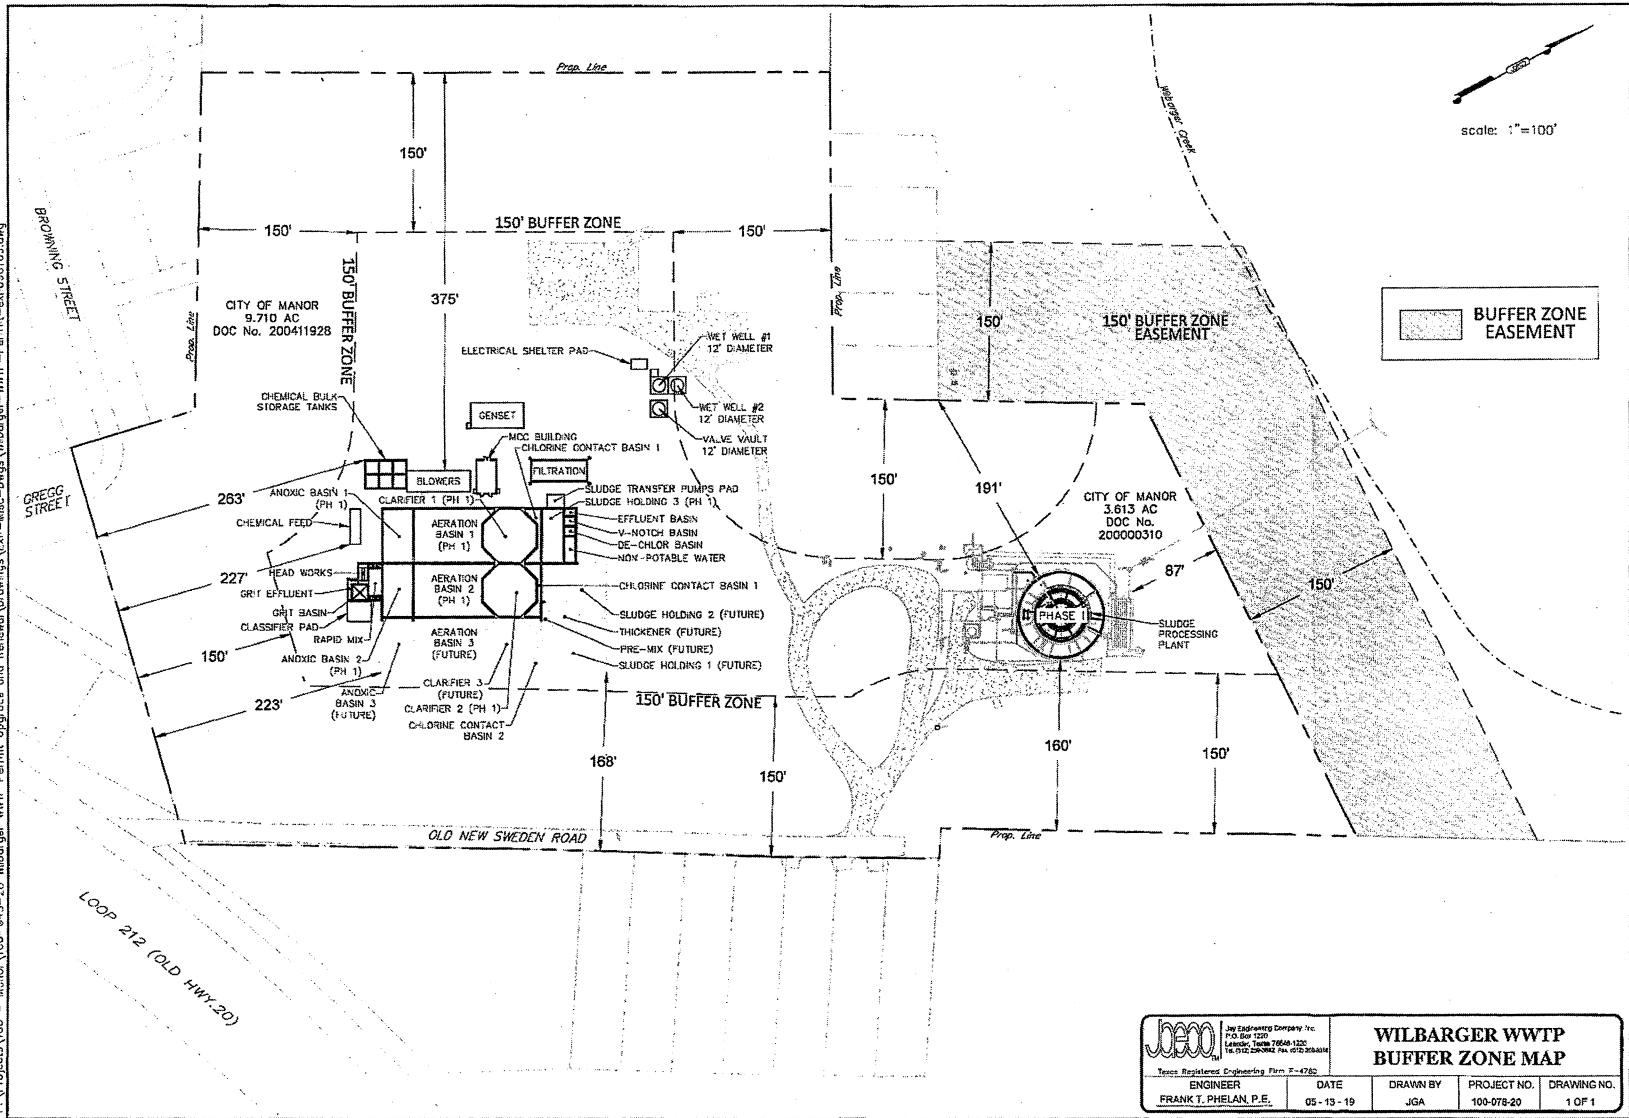 Prop. Line
Wilbarger Creek
scale: 1"=100'
150'
BROWNING STREET
150'
150' BUFFER ZONE
150'
150' BUFFER ZONE
375'
CITY OF MANOR
9.710 AC
DOC No. 200411928
Prop. Line
Prop. Line
150'
150' BUFFER ZONE
EASEMENT
BUFFER ZONE
EASEMENT
ELECTRICAL SHELTER PAD
WET WELL #1
12' DIAMETER
CHEMICAL BULK
STORAGE TANKS
GENSET
WET WELL #2
12' DIAMETER
VALVE VAULT
12' DIAMETER
MCC BUILDING
CHLORINE CONTACT BASIN 1
GREGG
STREET
263'
BLOWERS
FILTRATION
150'
191'
ANOXIC BASIN 1
(PH 1)
CLARIFIER 1 (PH 1)
SLUDGE TRANSFER PUMPS PAD
SLUDGE HOLDING 3 (PH 1)
CITY OF MANOR
3.613 AC
DOC No.
200000310
CHEMICAL FEED
AERATION
BASIN 1
(PH 1)
EFFLUENT BASIN
V-NOTCH BASIN
DE-CHLOR BASIN
NON-POTABLE WATER
227'
HEAD WORKS
GRIT EFFLUENT
GRIT BASIN
CLASSIFIER PAD
RAPID MIX
AERATION
BASIN 2
(PH 1)
CHLORINE CONTACT BASIN 1
87'
150'
SLUDGE HOLDING 2 (FUTURE)
THICKENER (FUTURE)
PRE-MIX (FUTURE)
SLUDGE HOLDING 1 (FUTURE)
PHASE I
SLUDGE
PROCESSING
PLANT
150'
AERATION
BASIN 3
(FUTURE)
ANOXIC BASIN 2
(PH 1)
223'
ANOXIC
BASIN 3
(FUTURE)
CLARIFIER 3
(FUTURE)
CLARIFIER 2 (PH 1)
CHLORINE CONTACT
BASIN 2
150' BUFFER ZONE
168'
150'
160'
150'
OLD NEW SWEDEN ROAD
Prop. Line
LOOP 212 (OLD HWY.20)
Jay Engineering Company, Inc.
P.O. Box 1220
Leander, Texas 78646-1220
Texas Registered Engineering Firm F-4780
WILBARGER WWTP
BUFFER ZONE MAP
ENGINEER
FRANK T. PHELAN, P.E.
DATE
05-13-19
DRAWN BY
JGA
PROJECT NO.
100-078-20
DRAWING NO.
1 OF 1